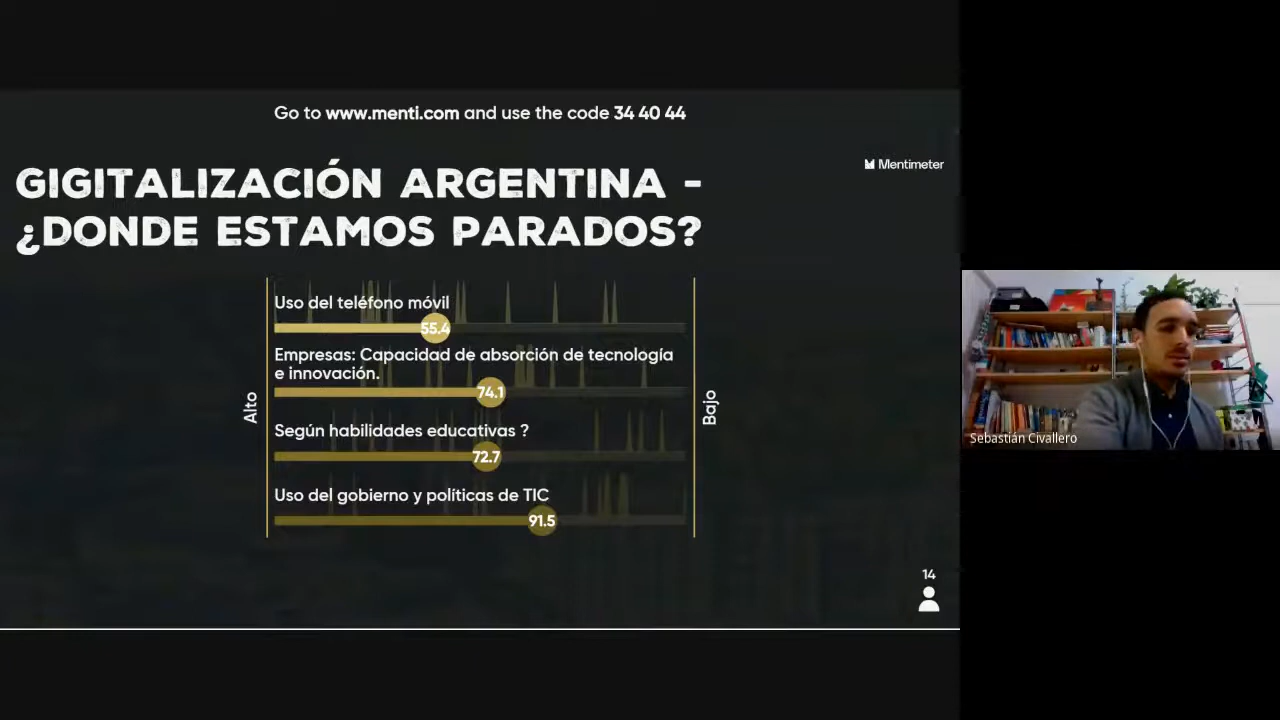 Go to www.menti.com and use the code 34 40 44
Mentimeter
GIGITALIZACIÓN ARGENTINA -
¿DONDE ESTAMOS PARADOS?
Alto
Uso del teléfono móvil
55.4
Empresas: Capacidad de absorción de tecnología
e innovación.
74.1
Según habilidades educativas ?
72.7
Uso del gobierno y políticas de TIC
91.5
Bajo
14
Sebastián Civallero